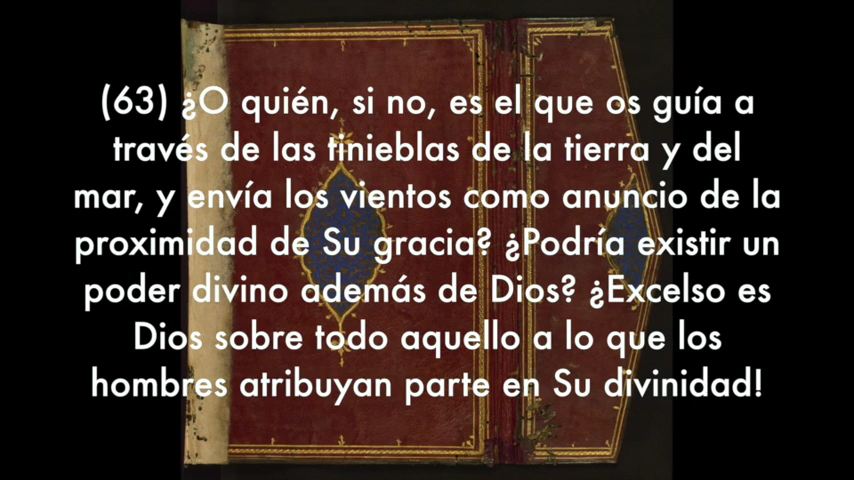 (63) ¿O quién, si no, es el que os guía a
través de las tinieblas de la tierra y del
mar, y envía los vientos como anuncio de la
proximidad de Su gracia? ¿Podría existir un
poder divino además de Dios? ¿Excelso es
Dios sobre todo aquello a lo que los
hombres atribuyan parte en Su divinidad!